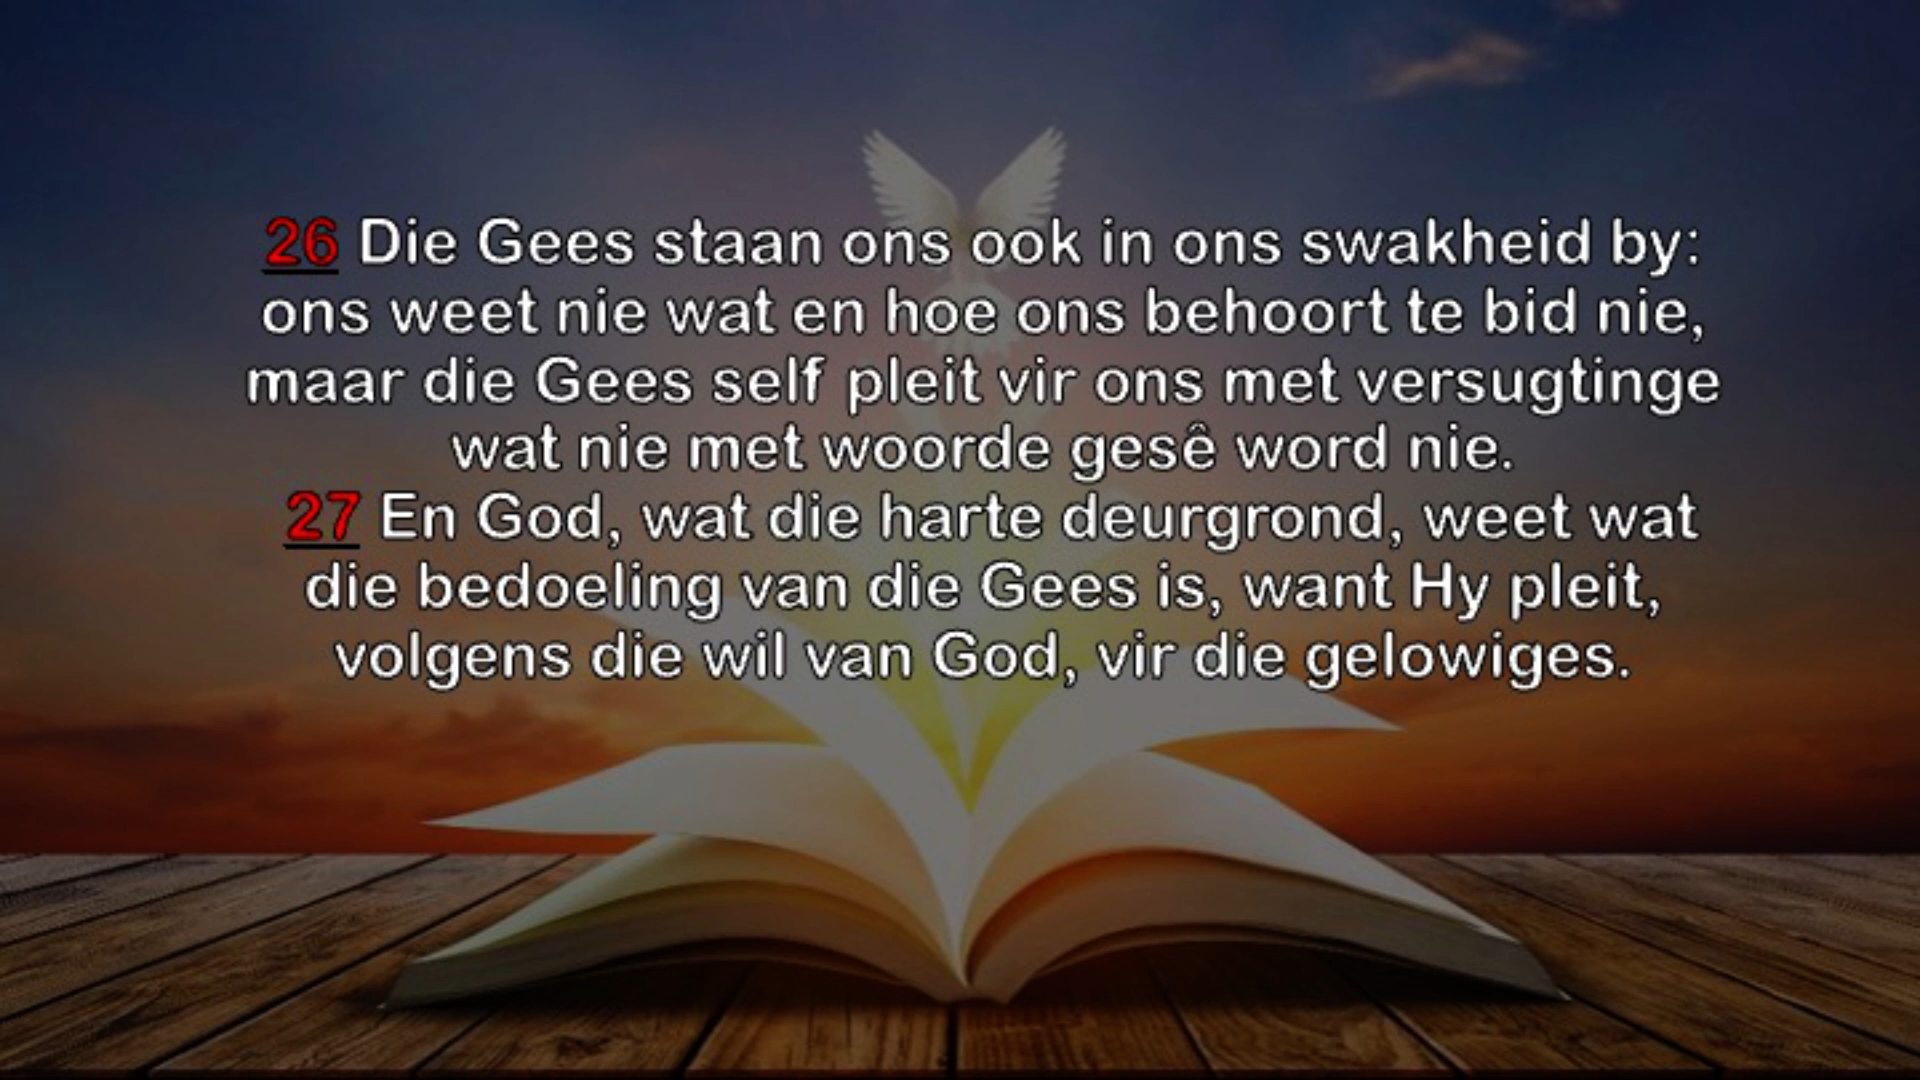 26 Die Gees staan ons ook in ons swakheid by:
ons weet nie wat en hoe ons behoort te bid nie,
maar die Gees self pleit vir ons met versugtinge
wat nie met woorde gesê word nie.
27 En God, wat die harte deurgrond, weet wat
die bedoeling van die Gees is, want Hy pleit,
volgens die wil van God, vir die gelowiges.